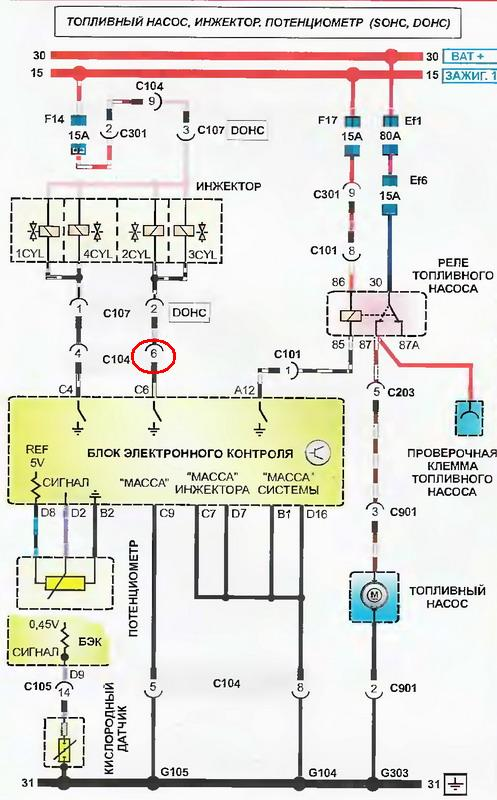 ТОПЛИВНЫЙ НАСОС, ИНЖЕКТОР, ПОТЕНЦИОМЕТР (SOHC, DOHC)
30
30
ВАТ +
15
15
ЗАЖИГ. 1
C104
9
F14
15A
2
C301
3
C107
DOHC
F17
15A
Ef1
80A
Ef6
15A
ИНЖЕКТОР
C301
9
C101
8
1CYL
4CYL
2CYL
3CYL
РЕЛЕ
ТОПЛИВНОГО
НАСОСА
86
30
85
87
87A
1
C107
2
DOHC
4
C104
6
C101
1
5
C203
C4
C6
A12
ПРОВЕРОЧНАЯ
КЛЕММА
ТОПЛИВНОГО
НАСОСА
БЛОК ЭЛЕКТРОННОГО КОНТРОЛЯ
REF
5V
СИГНАЛ
"МАССА"
"МАССА"
ИНЖЕКТОРА
"МАССА"
СИСТЕМЫ
D8
D2
B2
C9
C7
D7
B1
D16
3
C901
ПОТЕНЦИОМЕТР
M
ТОПЛИВНЫЙ
НАСОС
0,45V
БЭК
СИГНАЛ
D9
C105
14
5
C104
8
2
C901
КИСЛОРОДНЫЙ
ДАТЧИК
31
G105
G104
G303
31